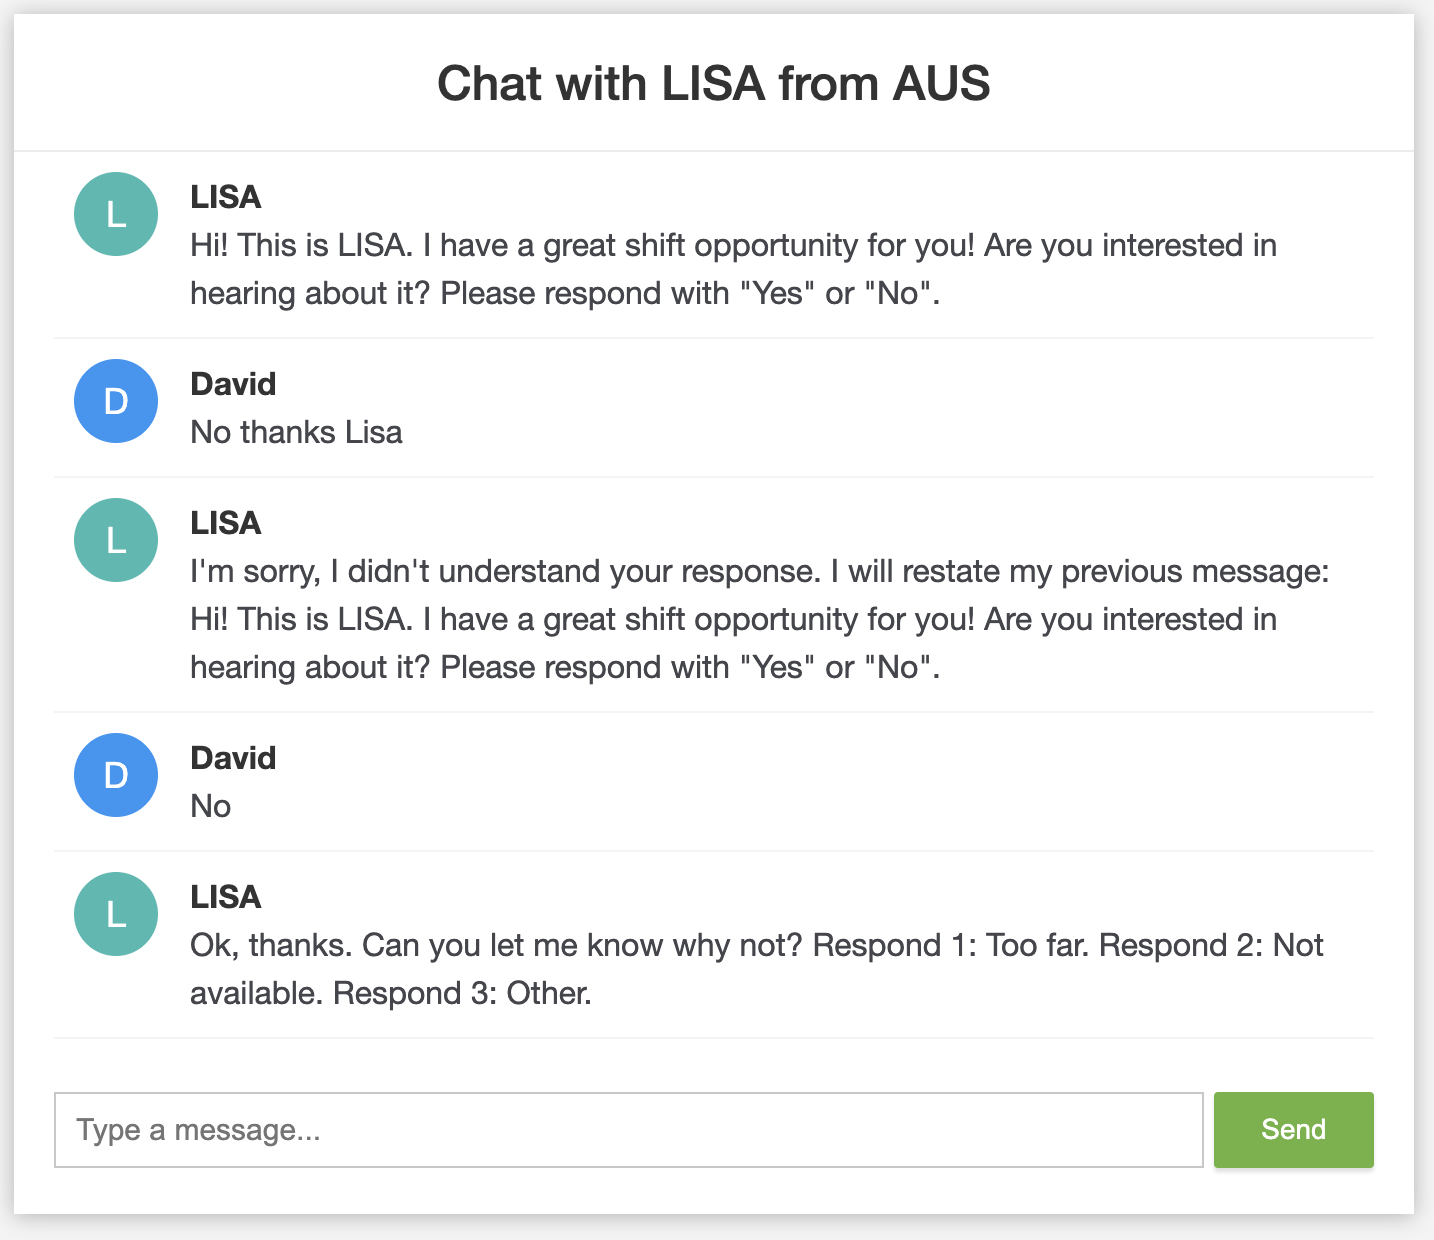 Chat with LISA from AUS
L
LISA
Hi! This is LISA. I have a great shift opportunity for you! Are you interested in
hearing about it? Please respond with "Yes" or "No".
D
David
No thanks Lisa
L
LISA
I'm sorry, I didn't understand your response. I will restate my previous message:
Hi! This is LISA. I have a great shift opportunity for you! Are you interested in
hearing about it? Please respond with "Yes" or "No".
D
David
No
L
LISA
Ok, thanks. Can you let me know why not? Respond 1: Too far. Respond 2: Not
available. Respond 3: Other.
Type a message...
Send